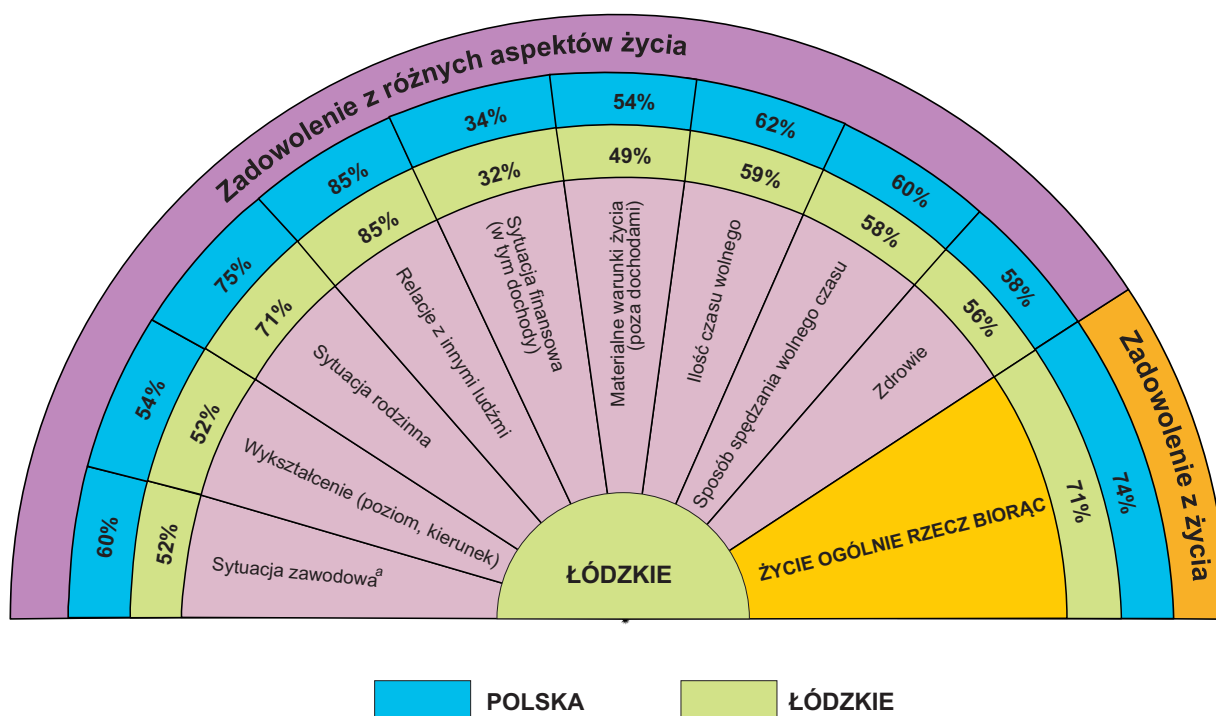 Zadowolenie z różnych aspektów życia
Zadowolenie z życia
60%
54%
75%
85%
34%
54%
62%
60%
58%
74%
52%
52%
71%
85%
32%
49%
59%
58%
56%
71%
Sytuacja zawodowaᵃ
Wykształcenie (poziom, kierunek)
Sytuacja rodzinna
Relacje z innymi ludźmi
Sytuacja finansowa
(w tym dochody)
Materialne warunki życia
(poza dochodami)
Ilość czasu wolnego
Sposób spędzania wolnego czasu
Zdrowie
ŻYCIE OGÓLNIE RZECZ BIORĄC
ŁÓDZKIE
POLSKA
ŁÓDZKIE